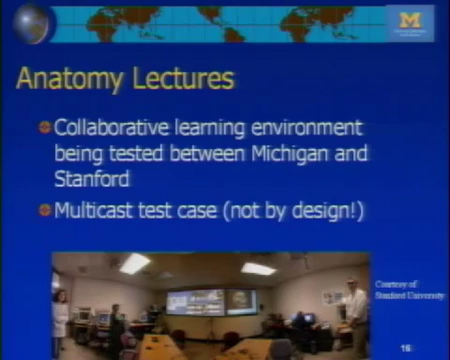 M
Anatomy Lectures
Collaborative learning environment
being tested between Michigan and
Stanford
Multicast test case (not by design!)
Courtesy of
Stanford University
16